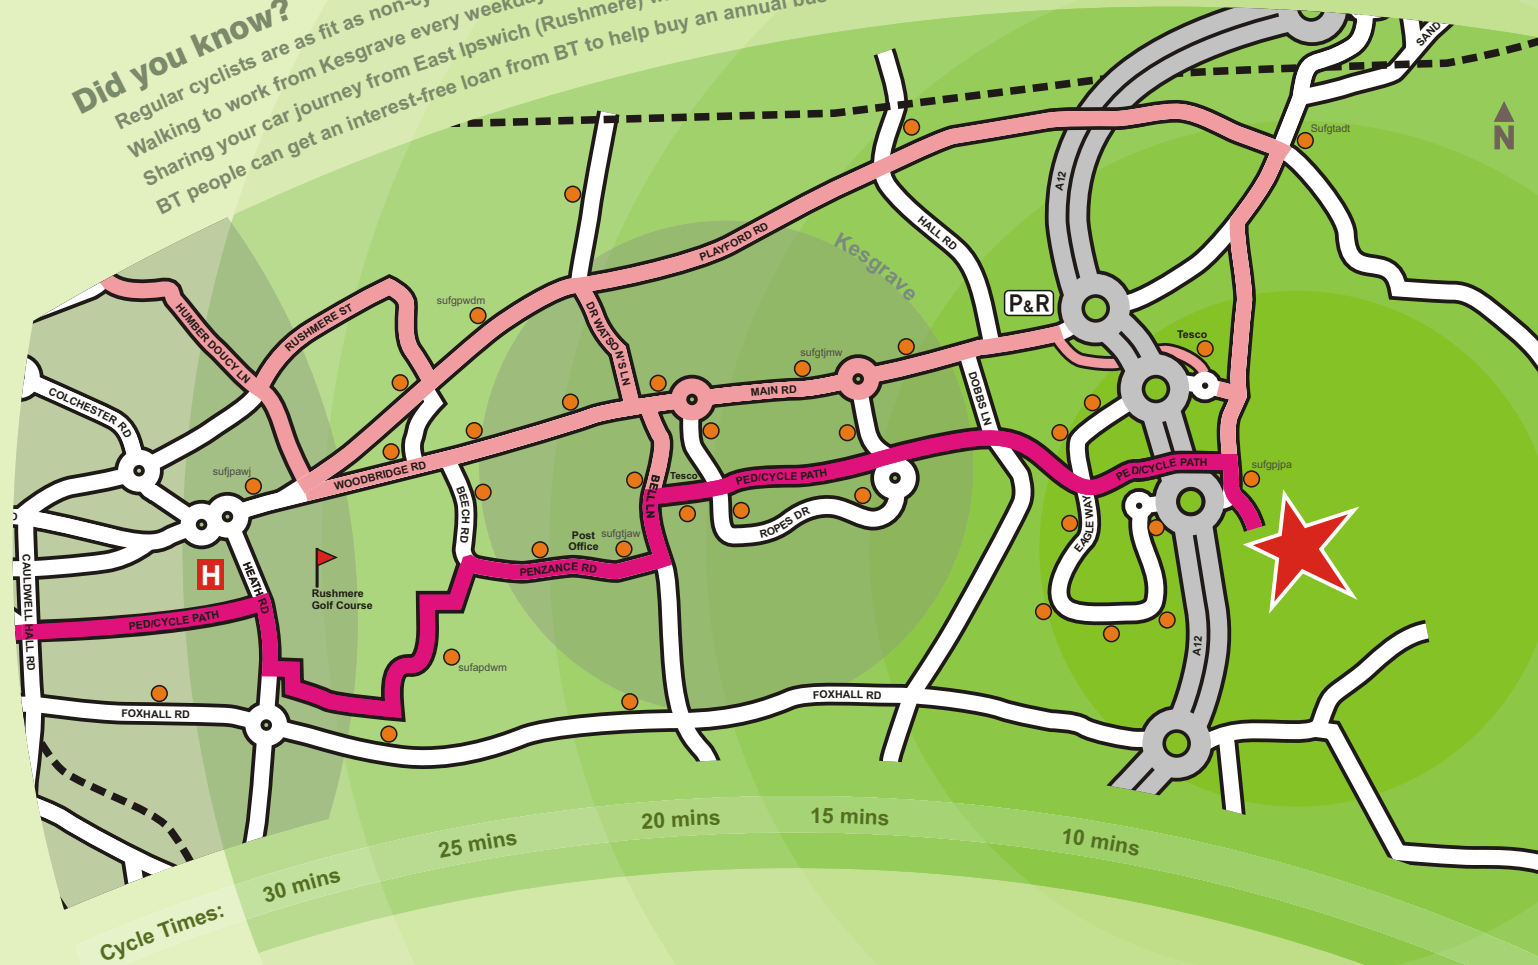 Did you know?
Regular cyclists are as fit as non-cy
Walking to work from Kesgrave every weekday
Sharing your car journey from East Ipswich (Rushmere)
BT people can get an interest-free loan from BT to help buy an annual bus
SAND
Sufgtadt
N
A12
HALL RD
PLAYFORD RD
Kesgrave
P&R
HUMBER DOUCY LN
RUSHMERE ST
sufgpwdm
DR WATSON'S LN
sufgtjmw
Tesco
MAIN RD
DOBBS LN
COLCHESTER RD
sufjpawj
WOODBRIDGE RD
BEECH RD
BELL LN
Tesco
PED/CYCLE PATH
PED/CYCLE PATH
sufgpjpa
ROPES DR
EAGLE WAY
Post
Office
sufgtjaw
PENZANCE RD
H
HEATH RD
Rushmere
Golf Course
CAULDWELL HALL RD
PED/CYCLE PATH
sufapdwm
A12
FOXHALL RD
FOXHALL RD
Cycle Times:
30 mins
25 mins
20 mins
15 mins
10 mins